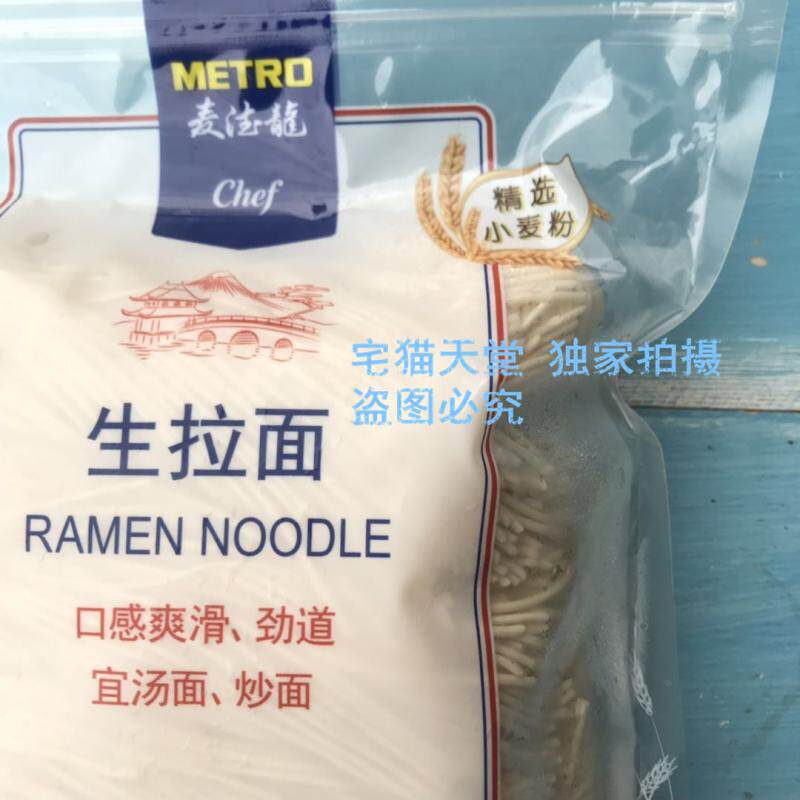 METRO
麦德龍
Chef
精选
小麦粉
宅猫天堂 独家拍摄
盗图必究
生拉面
RAMEN NOODLE
口感爽滑、劲道
宜汤面、炒面